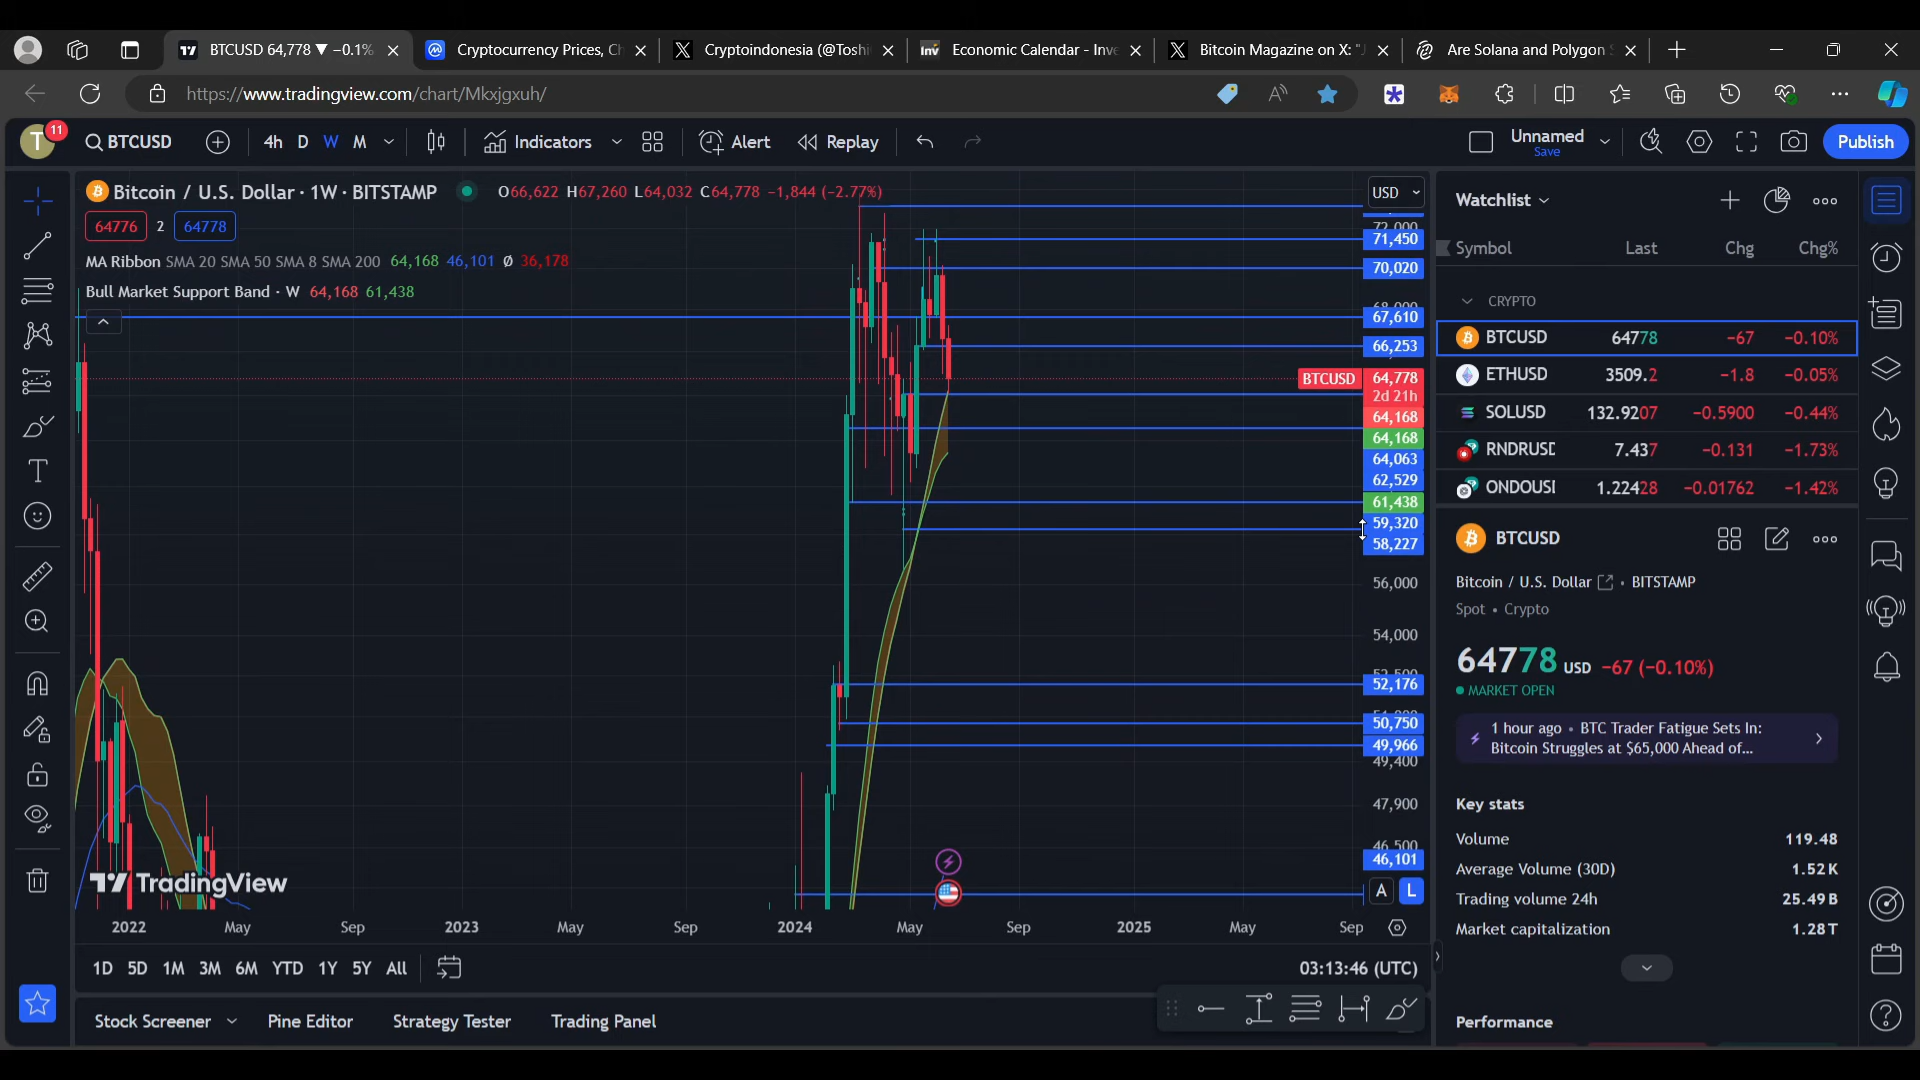 BTCUSD 64,778 ▼ −0.1%
Cryptocurrency Prices, Ch
Cryptoindonesia (@Toshi
Economic Calendar - Inve
Bitcoin Magazine on X: "J
Are Solana and Polygon S
https://www.tradingview.com/chart/Mkxjgxuh/
T 11
BTCUSD
4h D W M
Indicators
Alert
Replay
Unnamed
Save
Publish
Bitcoin / U.S. Dollar · 1W · BITSTAMP
O66,622 H67,260 L64,032 C64,778 −1,844 (−2.77%)
64776 2 64778
MA Ribbon SMA 20 SMA 50 SMA 8 SMA 200 64,168 46,101 Ø 36,178
Bull Market Support Band · W 64,168 61,438
USD
72,000
71,450
70,020
68,000
67,610
66,253
BTCUSD 64,778
2d 21h
64,168
64,168
64,063
62,529
61,438
59,320
58,227
56,000
54,000
52,500
52,176
50,750
49,966
49,400
47,900
46,500
46,101
A L
TradingView
2022 May Sep 2023 May Sep 2024 May Sep 2025 May Sep
1D 5D 1M 3M 6M YTD 1Y 5Y All
03:13:46 (UTC)
Stock Screener Pine Editor Strategy Tester Trading Panel
Watchlist
Symbol Last Chg Chg%
CRYPTO
BTCUSD 64778 −67 −0.10%
ETHUSD 3509.2 −1.8 −0.05%
SOLUSD 132.9207 −0.5900 −0.44%
RNDRUSD 7.437 −0.131 −1.73%
ONDOUSI 1.22428 −0.01762 −1.42%
BTCUSD
Bitcoin / U.S. Dollar • BITSTAMP
Spot • Crypto
64778 USD −67 (−0.10%)
MARKET OPEN
1 hour ago • BTC Trader Fatigue Sets In:
Bitcoin Struggles at $65,000 Ahead of...
Key stats
Volume 119.48
Average Volume (30D) 1.52K
Trading volume 24h 25.49B
Market capitalization 1.28T
Performance